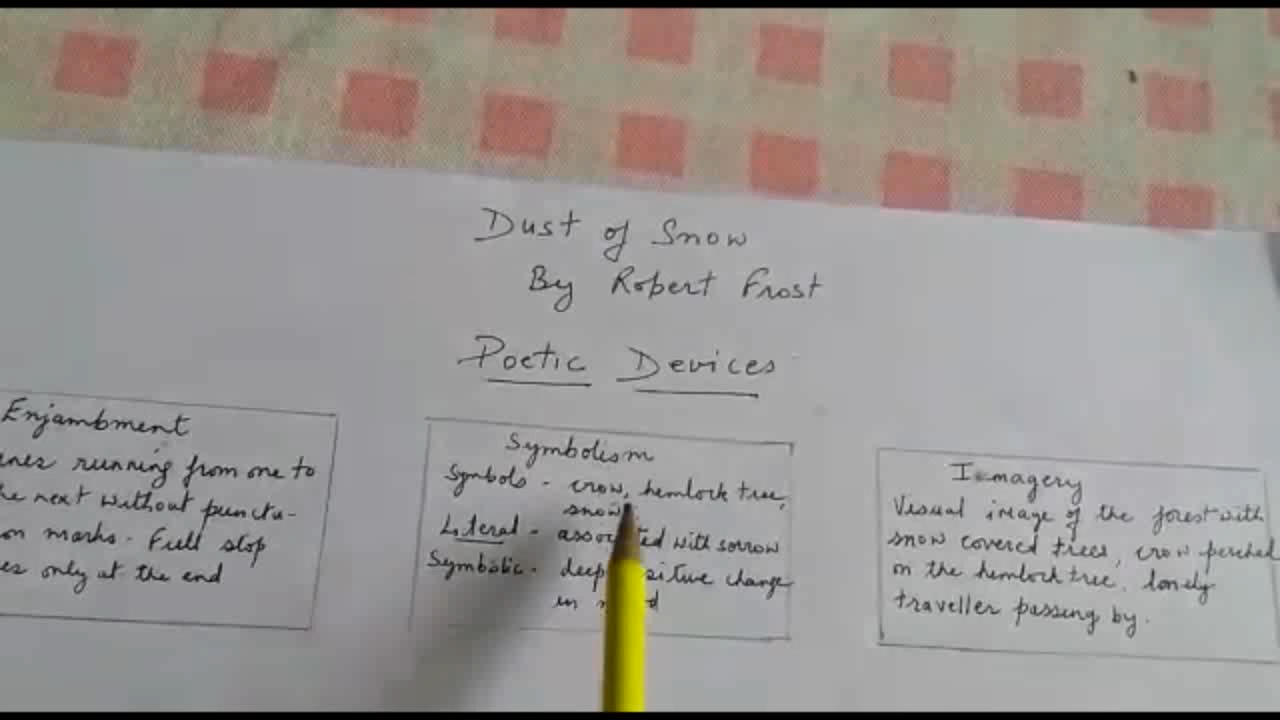 Dust of Snow
By Robert Frost
Poetic Devices
Enjambment
running from one to
next without punctu-
marks. Full stop
only at the end
Symbolism
Symbols - crow, hemlock tree,
snow
Literal - with sorrow
Symbolic - deep change
in
Imagery
Visual image of the forest with
snow covered trees, crow perched
on the hemlock tree, lonely
traveller passing by.